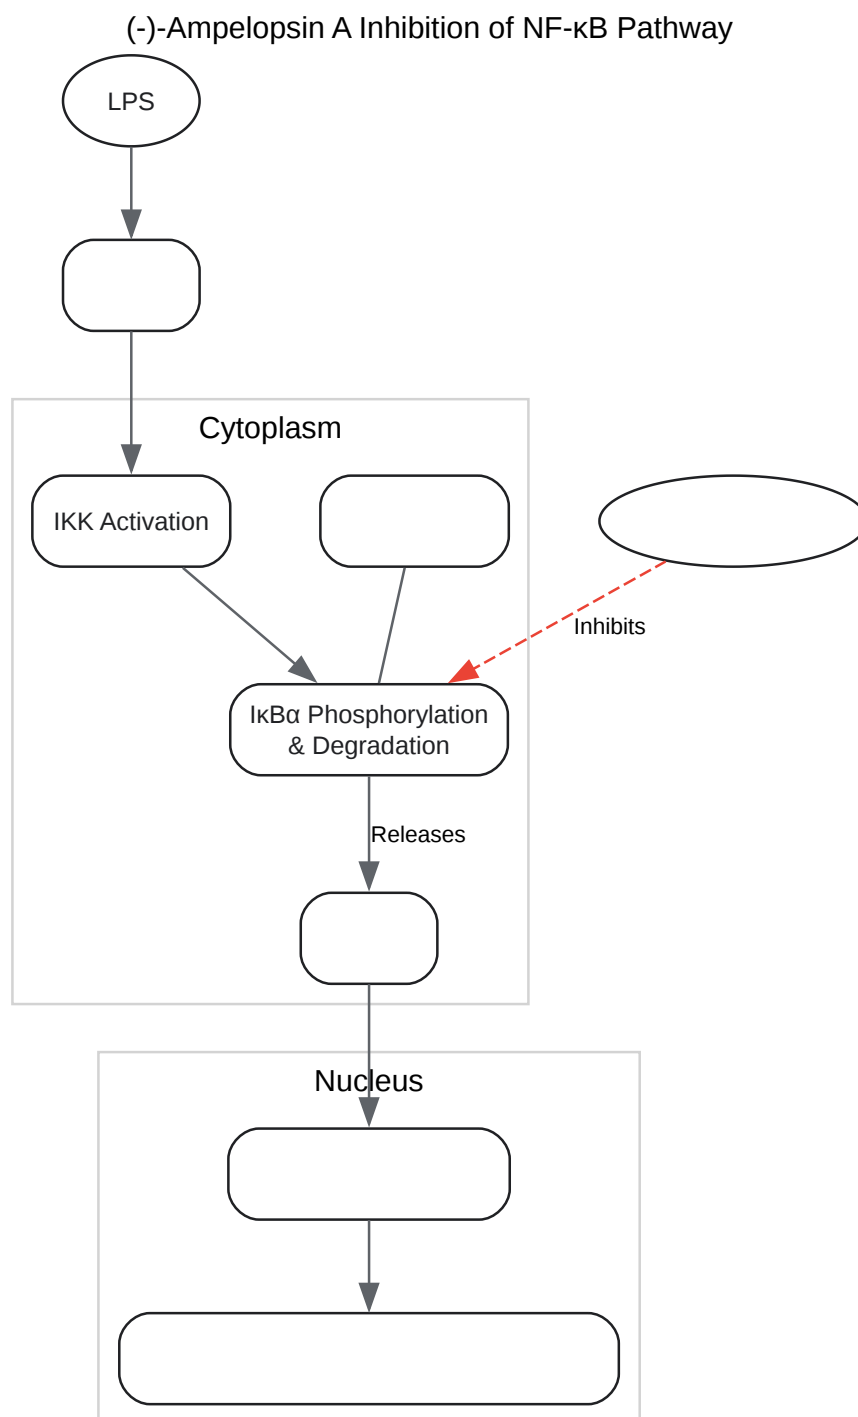 (-)-Ampelopsin A Inhibition of NF-κB Pathway
LPS
Cytoplasm
IKK Activation
Inhibits
IκBα Phosphorylation
& Degradation
Releases
Nucleus